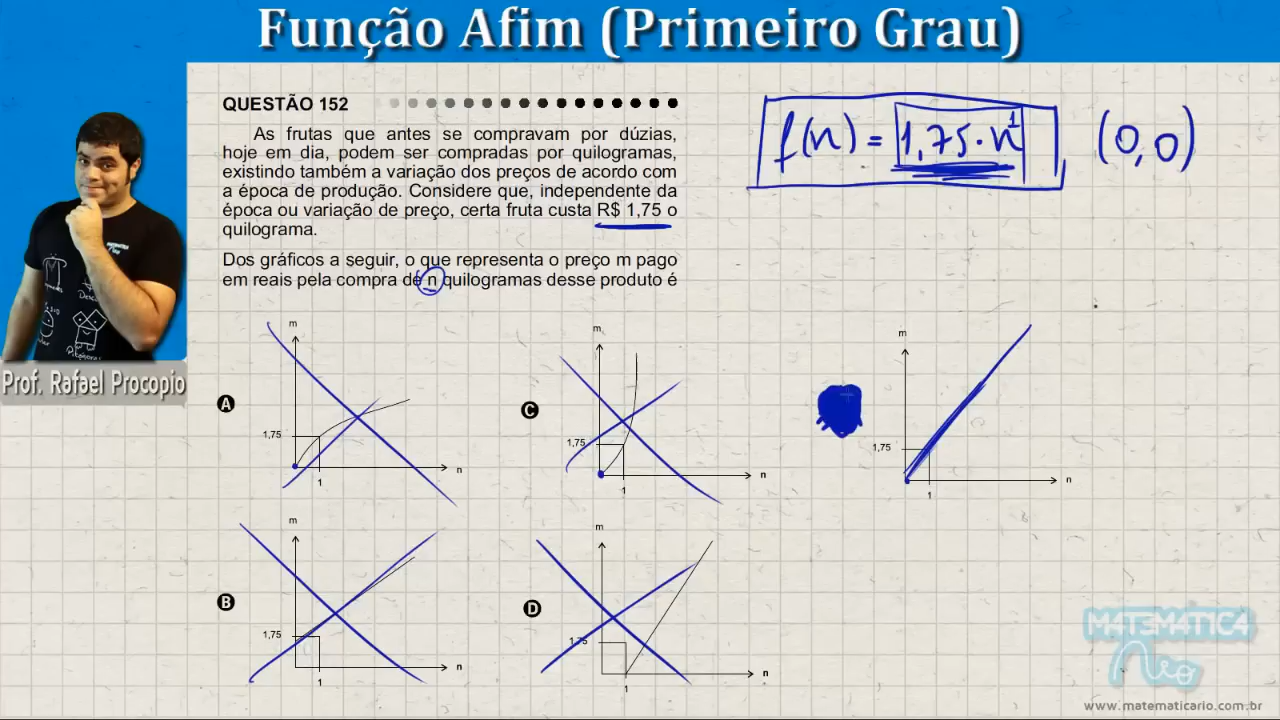 Função Afim (Primeiro Grau)
QUESTÃO 152
As frutas que antes se compravam por dúzias,
hoje em dia, podem ser compradas por quilogramas,
existindo também a variação dos preços de acordo com
a época de produção. Considere que, independente da
época ou variação de preço, certa fruta custa R$ 1,75 o
quilograma.
Dos gráficos a seguir, o que representa o preço m pago
em reais pela compra de n quilogramas desse produto é
f(n) = 1,75 · n¹, (0,0)
Prof. Rafael Procopio
A
m
1,75
1
n
C
m
1,75
1
n
m
1,75
1
n
B
m
1,75
1
n
D
m
1,75
1
n
MATEMÁTICA
RIO
www.matematicario.com.br